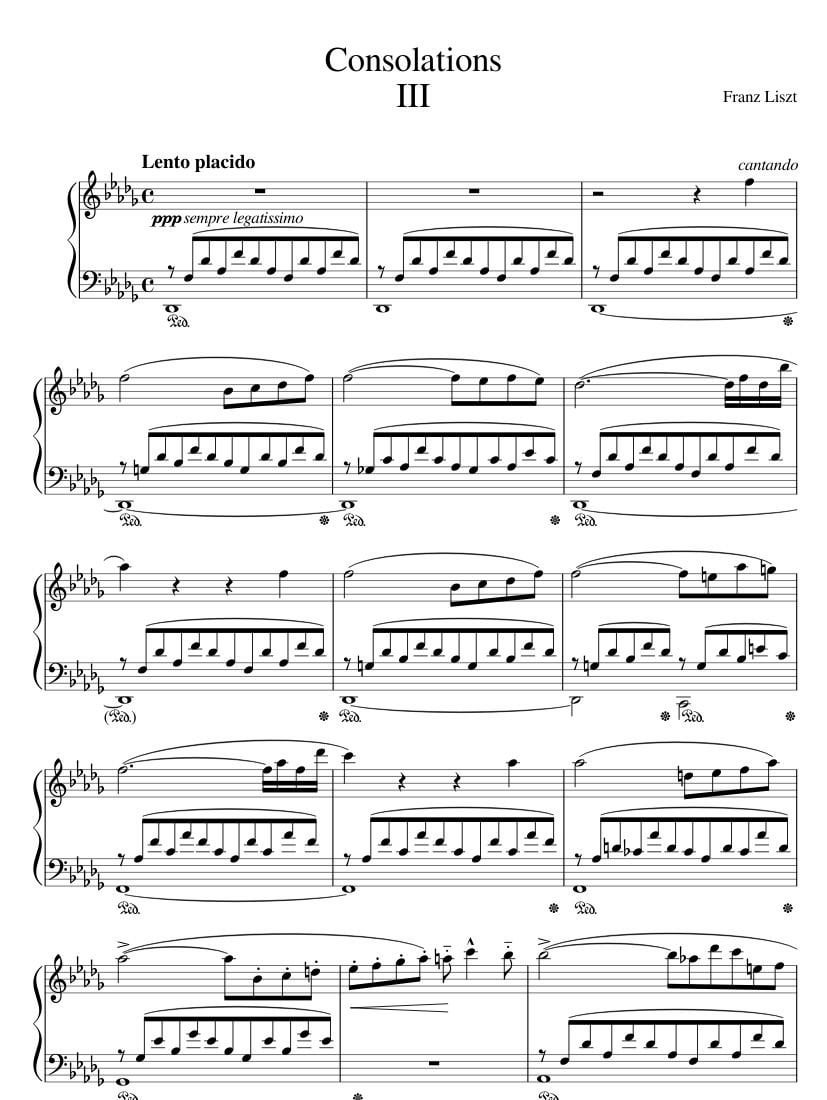 Consolations
III
Franz Liszt
Lento placido
cantando
ppp sempre legatissimo
Ped.
Ped. Ped. Ped.
(Ped.) Ped. Ped.
Ped. Ped.
Ped. Ped.